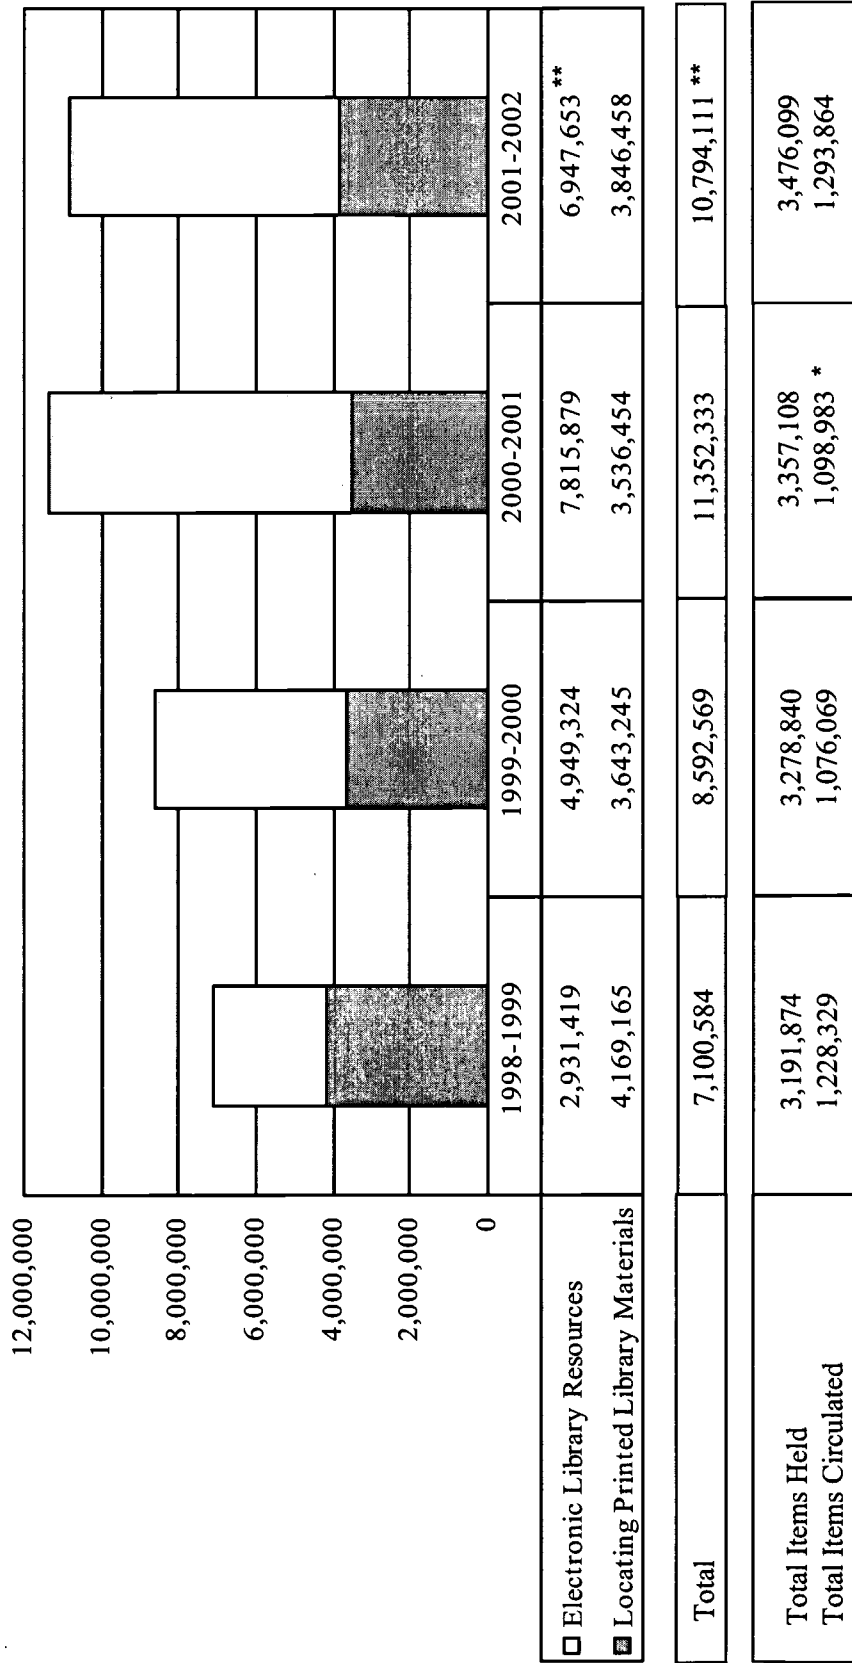 12,000,000
10,000,000
8,000,000
6,000,000
4,000,000
2,000,000
0
1998-1999 1999-2000 2000-2001 2001-2002
Electronic Library Resources 2,931,419 4,949,324 7,815,879 6,947,653 **
Locating Printed Library Materials 4,169,165 3,643,245 3,536,454 3,846,458
Total 7,100,584 8,592,569 11,352,333 10,794,111 **
Total Items Held 3,191,874 3,278,840 3,357,108 3,476,099
Total Items Circulated 1,228,329 1,076,069 1,098,983 * 1,293,864